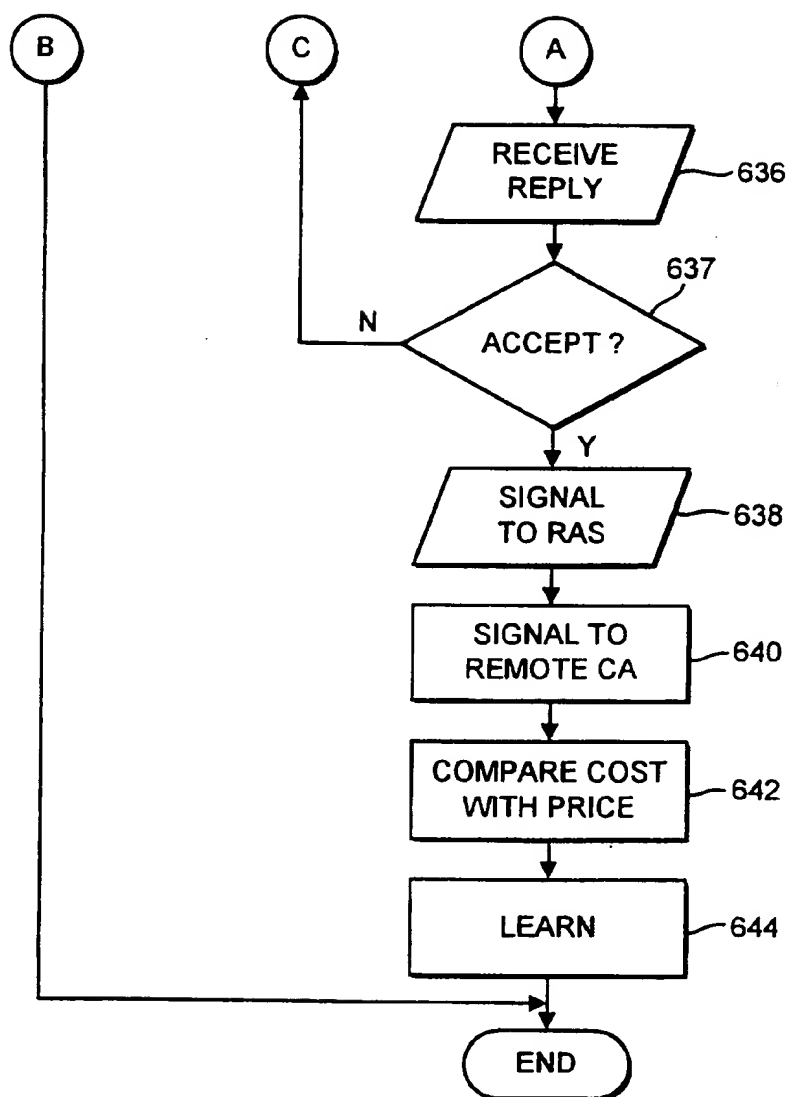 B
C
A
RECEIVE
REPLY
636
637
N
ACCEPT ?
Y
SIGNAL
TO RAS
638
SIGNAL TO
REMOTE CA
640
COMPARE COST
WITH PRICE
642
LEARN
644
END